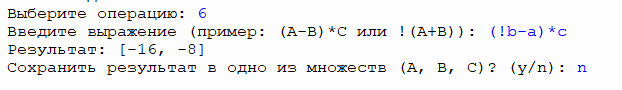 Выберите операцию: 6
Введите выражение (пример: (A-B)*C или !(A+B)): (!b-a)*c
Результат: [-16, -8]
Сохранить результат в одно из множеств (A, B, C)? (y/n): n